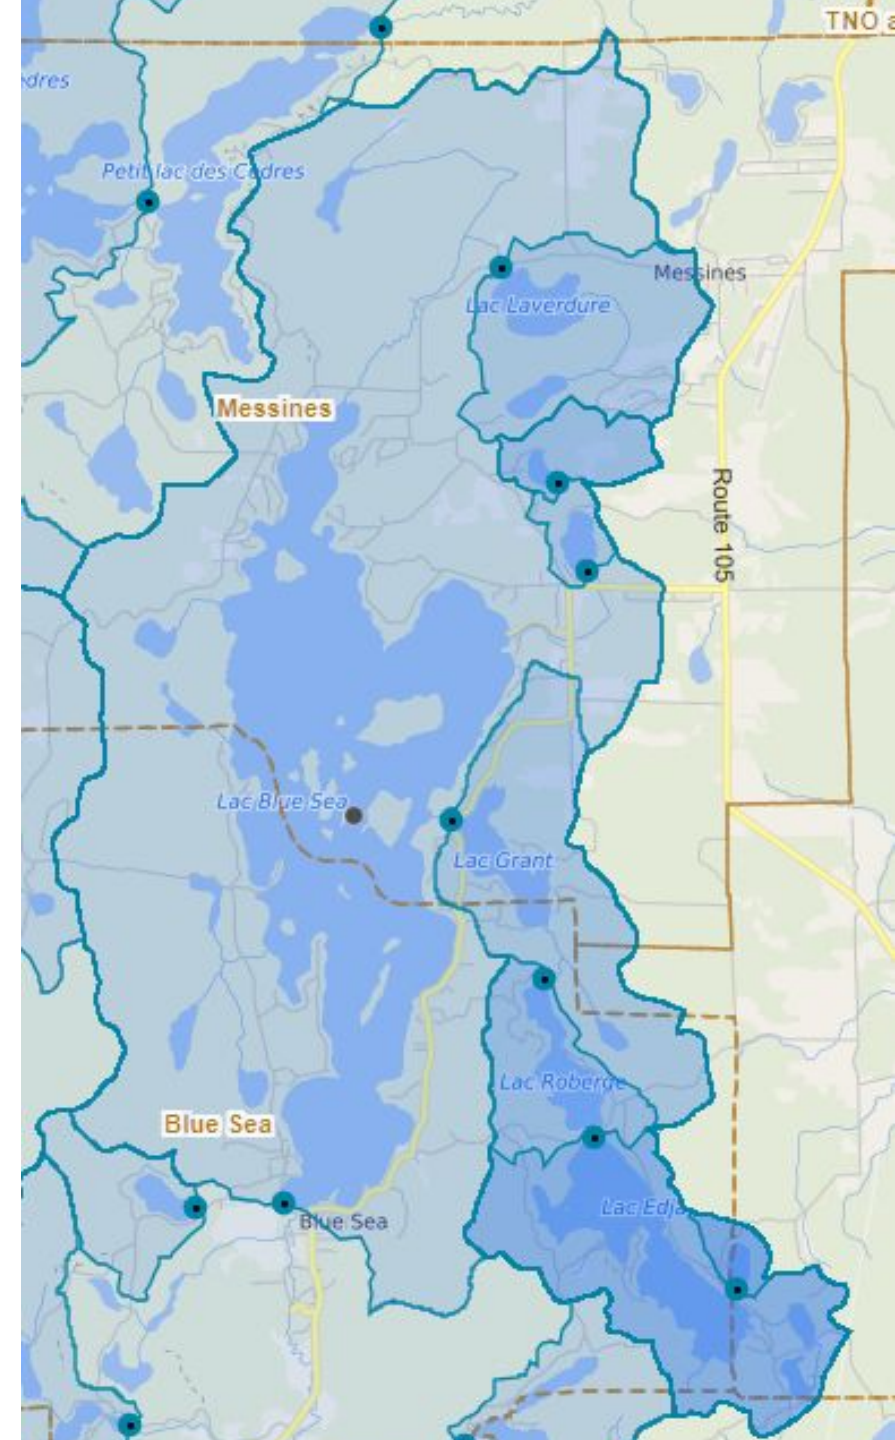 TNO a
edres
Petit lac des Cèdres
Messines
Lac Laverdure
Messines
Route 105
Lac Blue Sea
Lac Grant
Lac Roberge
Blue Sea
Lac Edja
Blue Sea